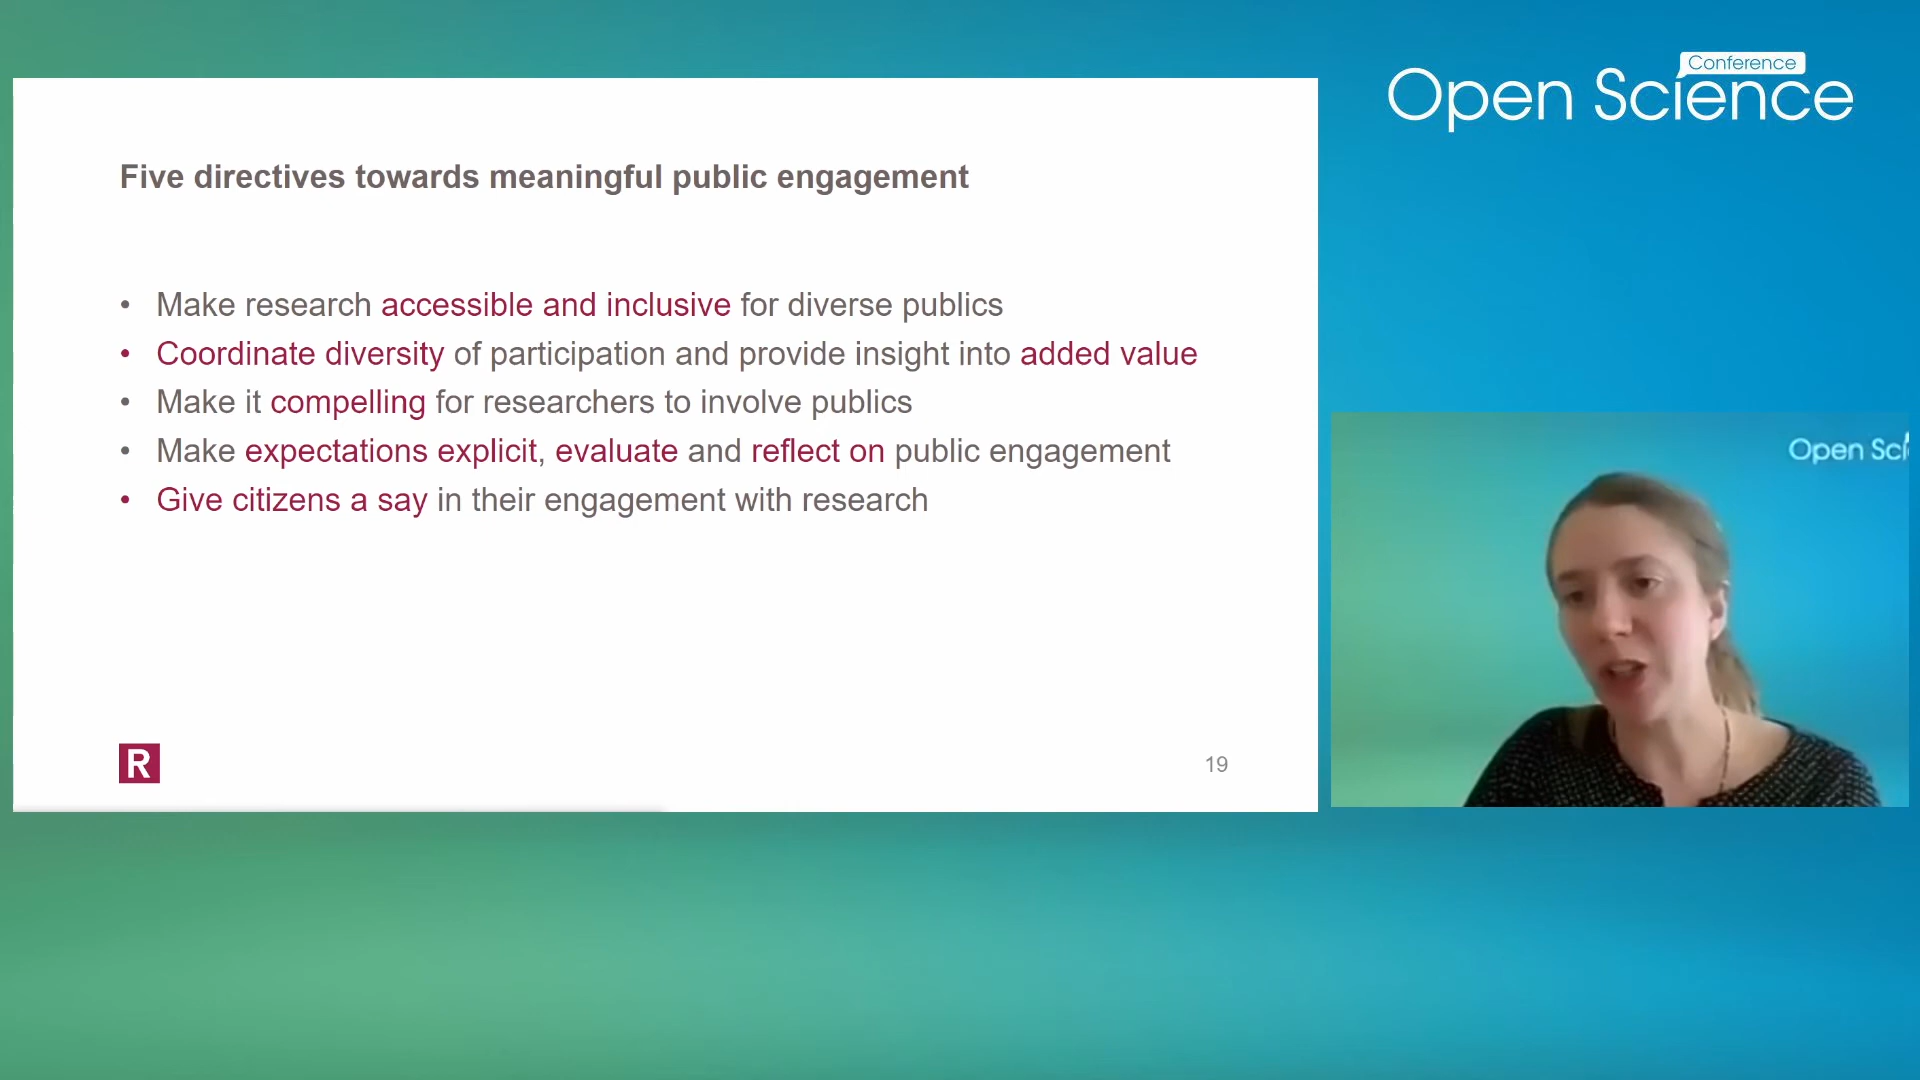 Conference
Open Science
Five directives towards meaningful public engagement
• Make research accessible and inclusive for diverse publics
• Coordinate diversity of participation and provide insight into added value
• Make it compelling for researchers to involve publics
• Make expectations explicit, evaluate and reflect on public engagement
• Give citizens a say in their engagement with research
R
19
Open Sci